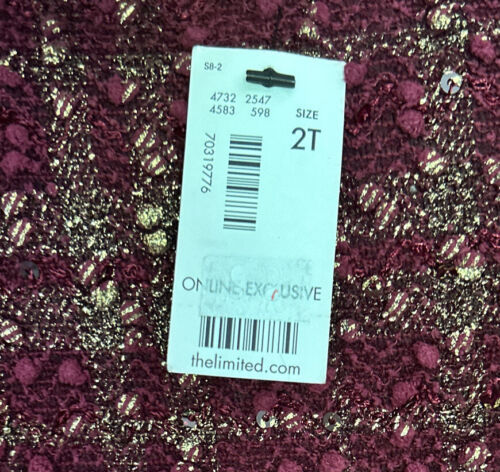 S8-2
4732 2547
4583 598
SIZE
2T
70319776
ONLINE EXCLUSIVE
thelimited.com